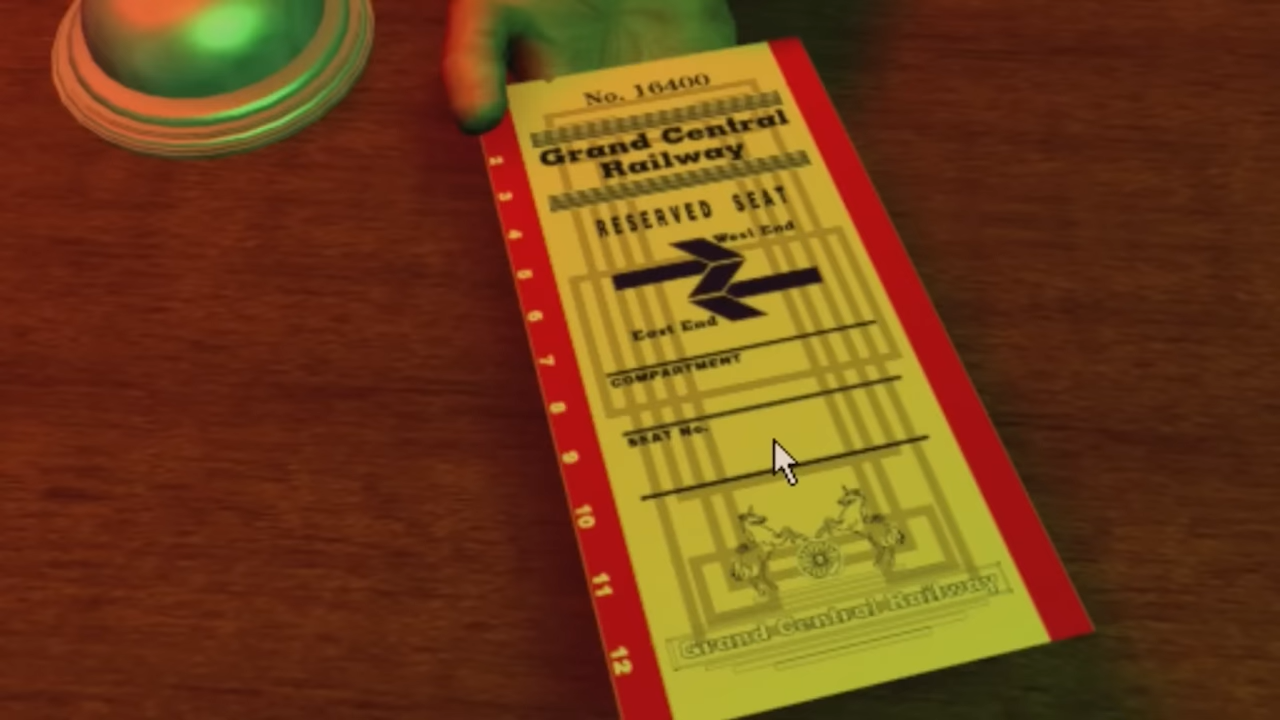 No. 16400
Grand Central
Railway
RESERVED SEAT
West End
East End
COMPARTMENT
SEAT No.
Grand Central Railway
2
3
4
5
6
7
8
9
10
11
12